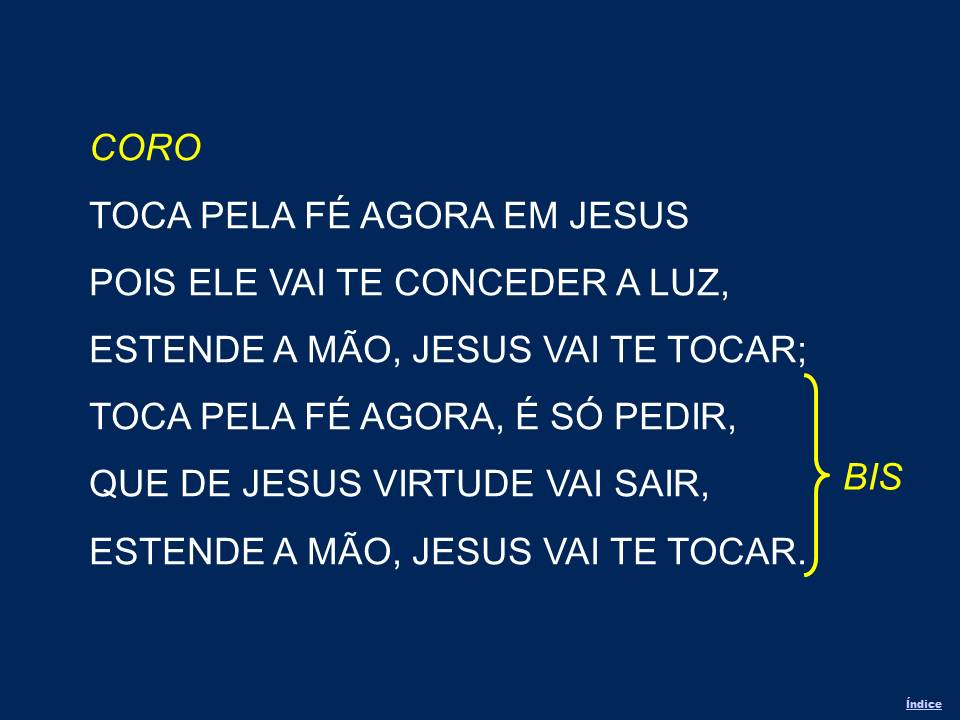 CORO
TOCA PELA FÉ AGORA EM JESUS
POIS ELE VAI TE CONCEDER A LUZ,
ESTENDE A MÃO, JESUS VAI TE TOCAR;
TOCA PELA FÉ AGORA, É SÓ PEDIR,
QUE DE JESUS VIRTUDE VAI SAIR,
ESTENDE A MÃO, JESUS VAI TE TOCAR.
BIS
Índice